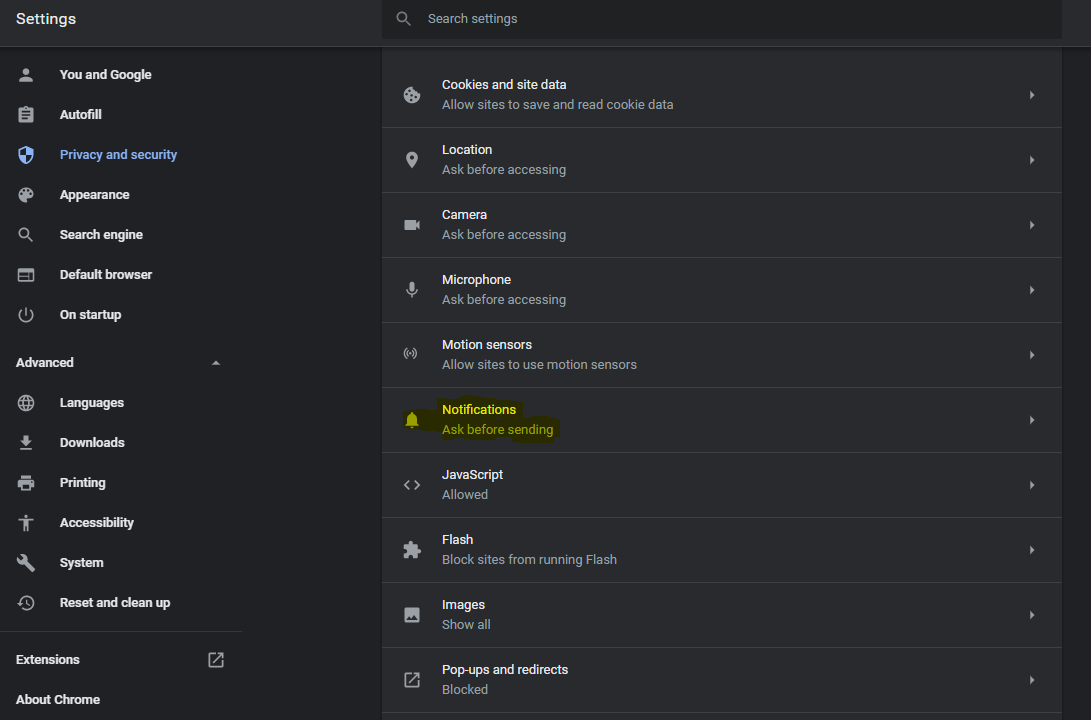 Settings
Search settings
You and Google
Autofill
Privacy and security
Appearance
Search engine
Default browser
On startup
Advanced
Languages
Downloads
Printing
Accessibility
System
Reset and clean up
Extensions
About Chrome
Cookies and site data
Allow sites to save and read cookie data
Location
Ask before accessing
Camera
Ask before accessing
Microphone
Ask before accessing
Motion sensors
Allow sites to use motion sensors
Notifications
Ask before sending
JavaScript
Allowed
Flash
Block sites from running Flash
Images
Show all
Pop-ups and redirects
Blocked